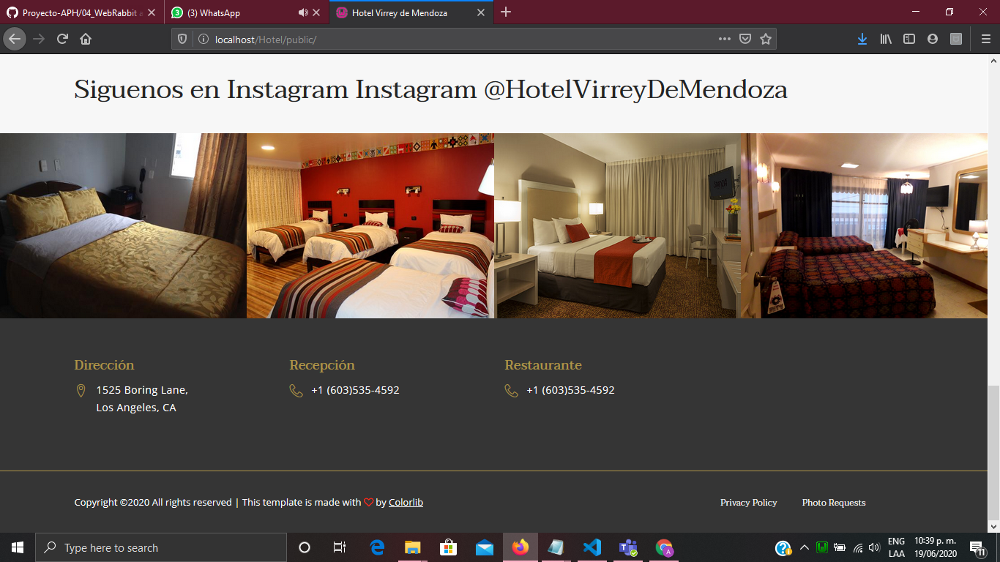 Proyecto-APH/04_WebRabbit a
(3) WhatsApp
Hotel Virrey de Mendoza
localhost/Hotel/public/
Siguenos en Instagram Instagram @HotelVirreyDeMendoza
Dirección
1525 Boring Lane,
Los Angeles, CA
Recepción
+1 (603)535-4592
Restaurante
+1 (603)535-4592
Copyright ©2020 All rights reserved | This template is made with ♡ by Colorlib
Privacy Policy
Photo Requests
Type here to search
ENG
LAA
10:39 p. m.
19/06/2020
11